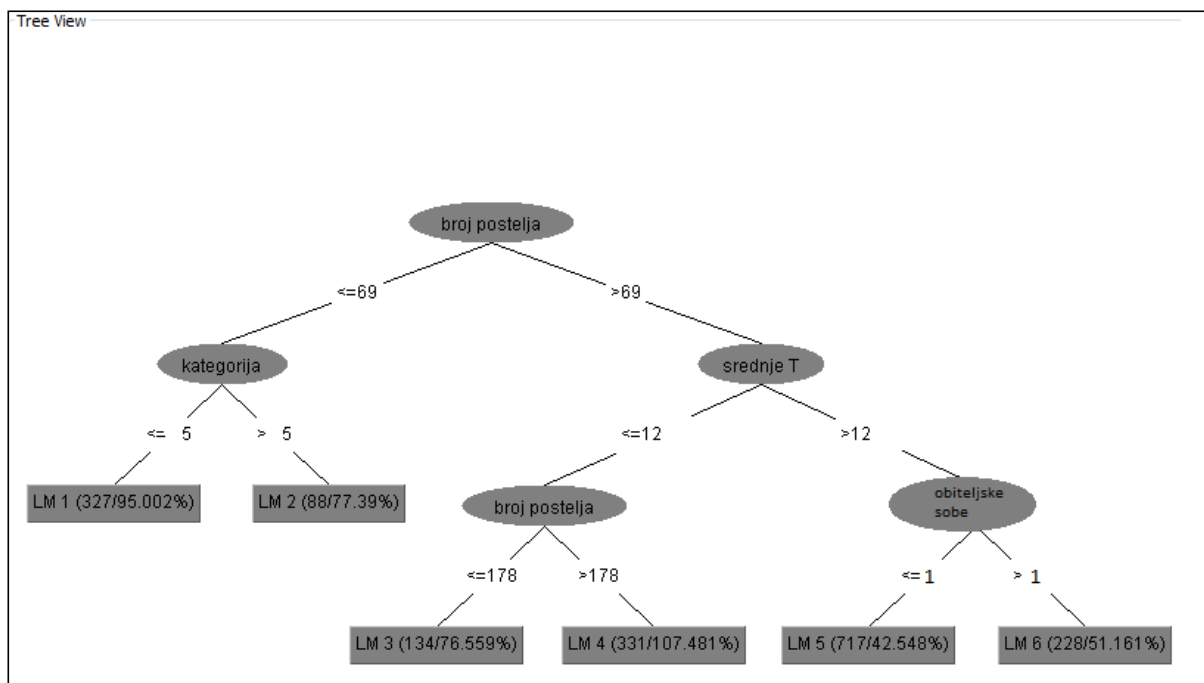 Tree View
broj postelja
<=69
>69
kategorija
srednje T
<= 5
> 5
<=12
>12
LM 1 (327/95.002%)
LM 2 (88/77.39%)
broj postelja
obiteljske
sobe
<=178
>178
<= 1
> 1
LM 3 (134/76.559%)
LM 4 (331/107.481%)
LM 5 (717/42.548%)
LM 6 (228/51.161%)